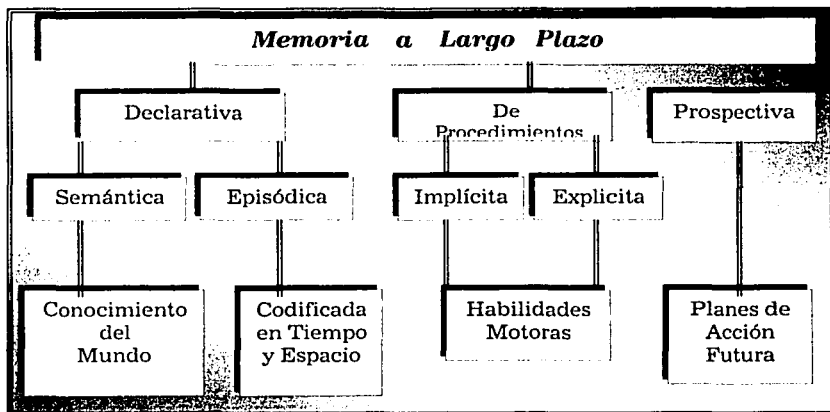 Memoria a Largo Plazo
Declarativa
De
Procedimientos
Prospectiva
Semántica
Episódica
Implícita
Explicita
Conocimiento
del
Mundo
Codificada
en Tiempo
y Espacio
Habilidades
Motoras
Planes de
Acción
Futura